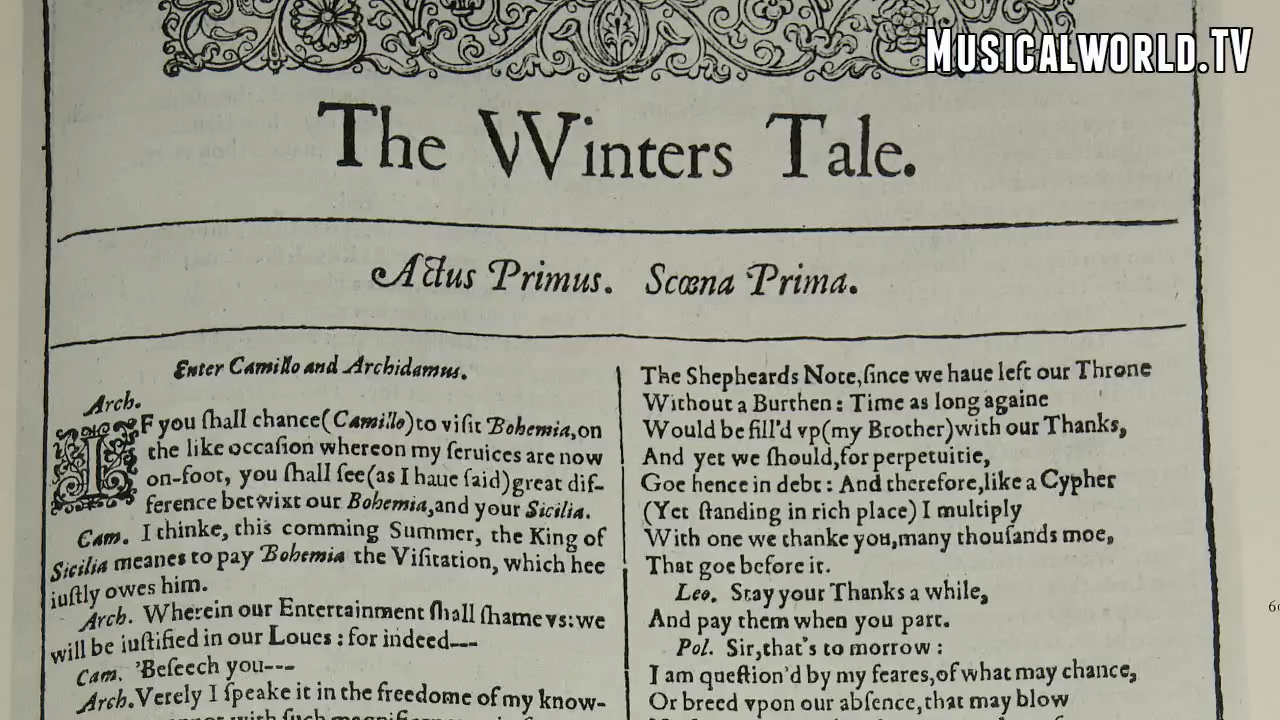 MUSICALWORLD.TV
The Winters Tale.
Actus Primus. Scœna Prima.
Enter Camillo and Archidamus.
Arch.
IF you ſhall chance(Camillo)to viſit Bohemia,on
the like occaſion whereon my ſeruices are now
on-foot, you ſhall ſee(as I haue ſaid)great dif-
ference betwixt our Bohemia,and your Sicilia.
Cam. I thinke, this comming Summer, the King of
Sicilia meanes to pay Bohemia the Viſitation, which hee
iuſtly owes him.
Arch. Wherein our Entertainment ſhall ſhame vs:we
will be iuſtified in our Loues : for indeed---
Cam. 'Beſeech you---
Arch. Verely I ſpeake it in the freedome of my know-
The Shepheards Note,ſince we haue left our Throne
Without a Burthen : Time as long againe
Would be fill'd vp(my Brother)with our Thanks,
And yet we ſhould,for perpetuitie,
Goe hence in debt : And therefore,like a Cypher
(Yet ſtanding in rich place) I multiply
With one we thanke you,many thouſands moe,
That goe before it.
Leo. Stay your Thanks a while,
And pay them when you part.
Pol. Sir,that's to morrow :
I am queſtion'd by my feares,of what may chance,
Or breed vpon our abſence,that may blow